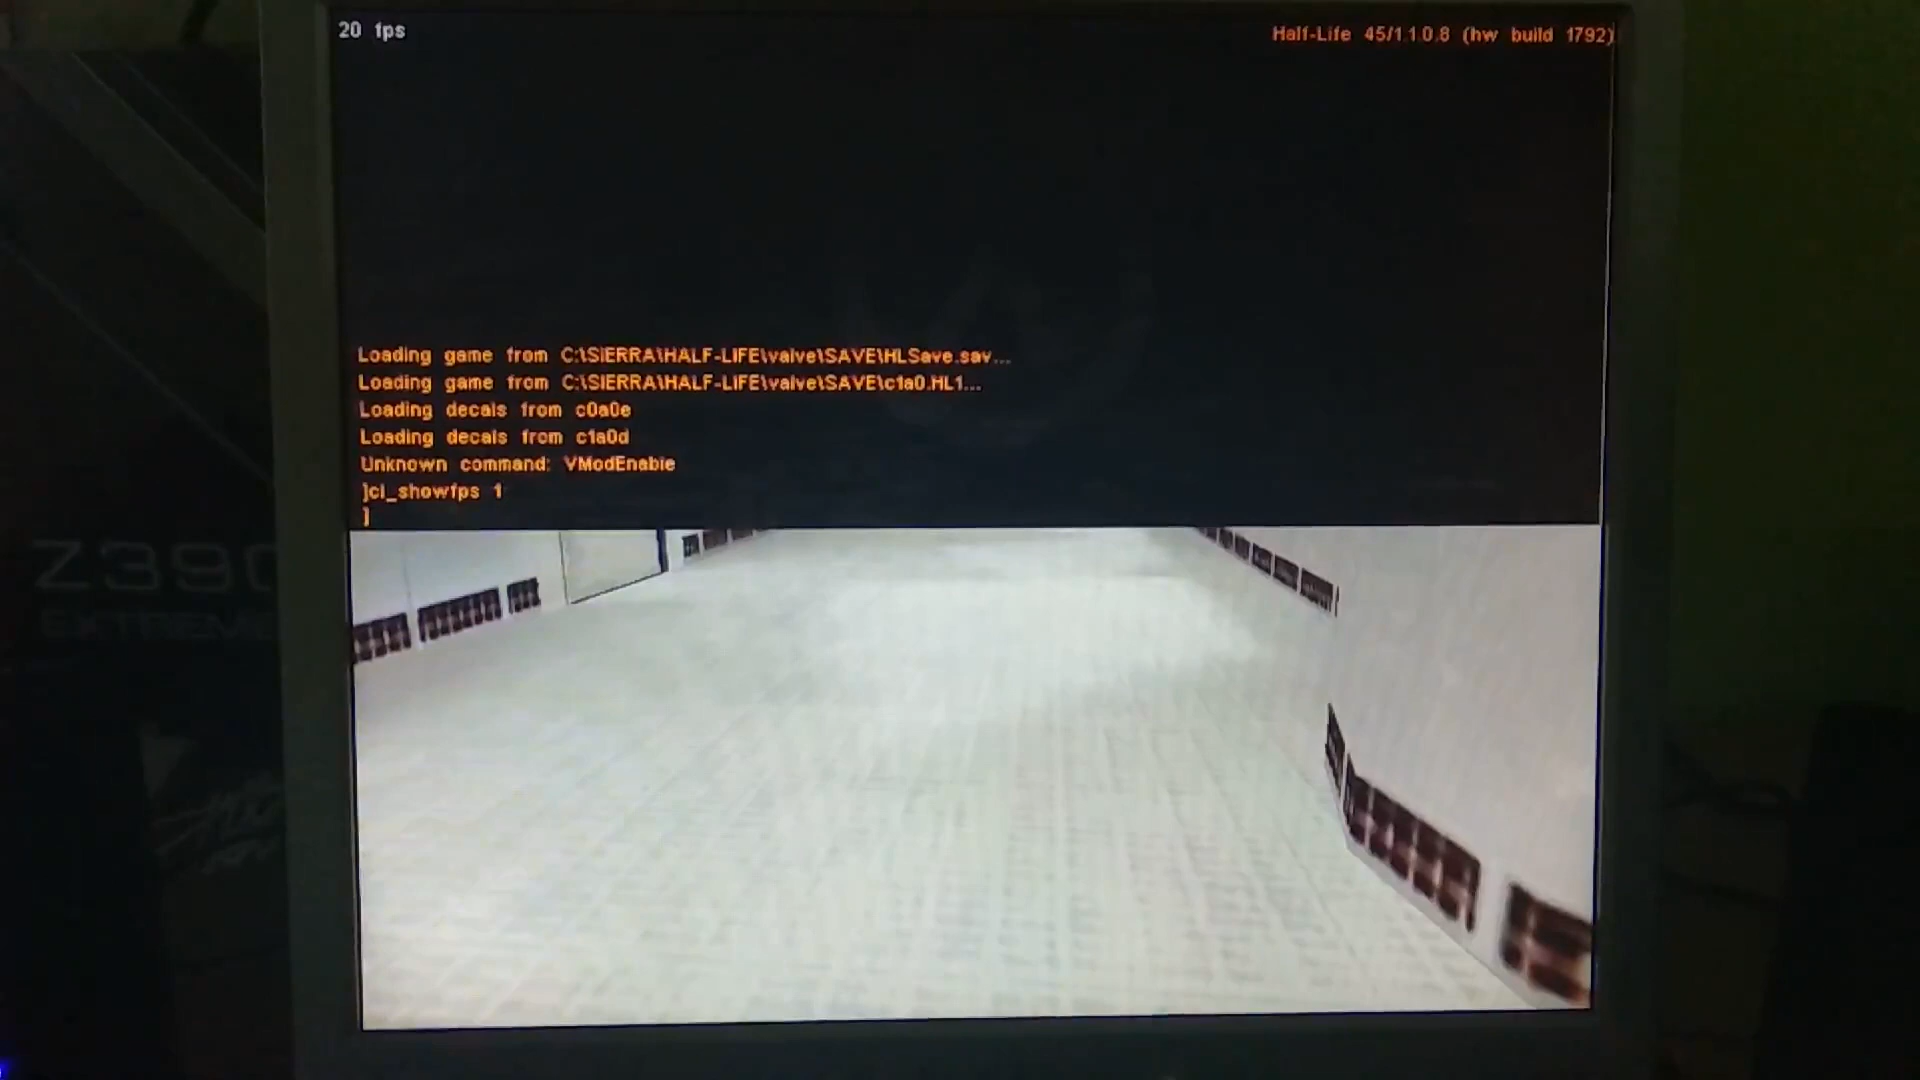 20 fps
Half-Life 45/1.1.0.8 (hw build 1792)
Loading game from C:\SIERRA\HALF-LIFE\valve\SAVE\HLSave.sav...
Loading game from C:\SIERRA\HALF-LIFE\valve\SAVE\c1a0.HL1...
Loading decals from c0a0e
Loading decals from c1a0d
Unknown command: VModEnable
]cl_showfps 1
]
Z390
EXTREME